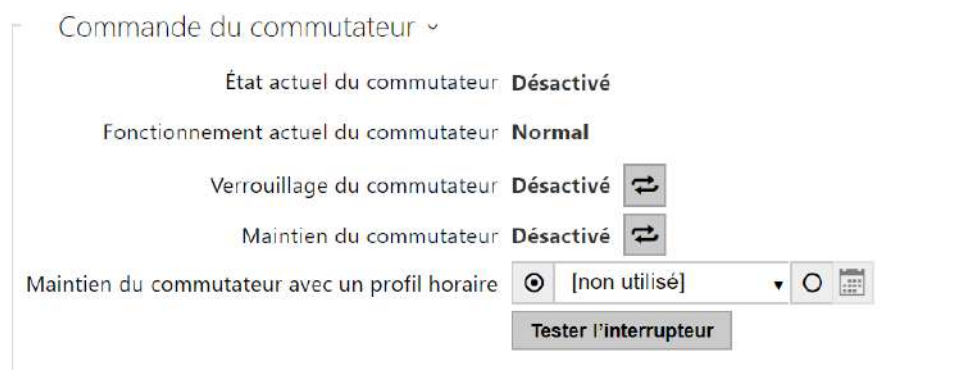 Commande du commutateur
État actuel du commutateur Désactivé
Fonctionnement actuel du commutateur Normal
Verrouillage du commutateur Désactivé
Maintien du commutateur Désactivé
Maintien du commutateur avec un profil horaire [non utilisé]
Tester l'interrupteur